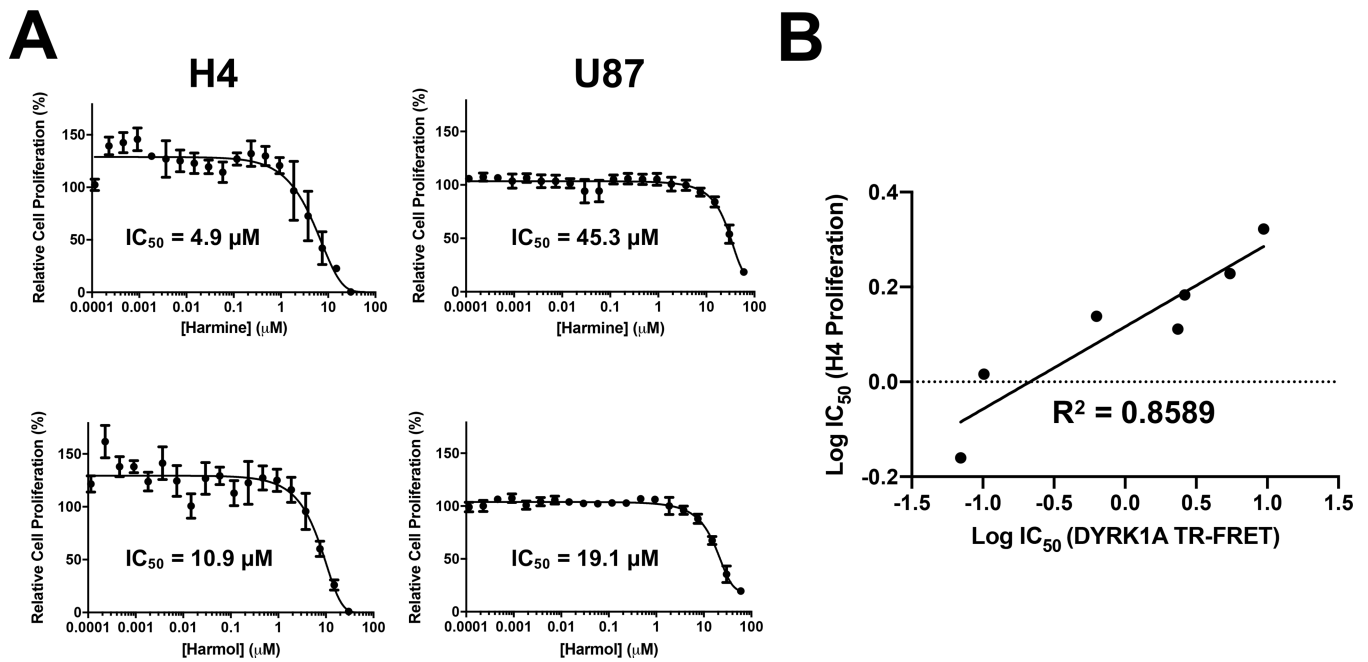 A
B
H4
U87
Relative Cell Proliferation (%)
150
100
50
0
IC50 = 4.9 µM
0.0001 0.001 0.01 0.1 1 10 100
[Harmine] (µM)
Relative Cell Proliferation (%)
150
100
50
0
IC50 = 45.3 µM
0.0001 0.001 0.01 0.1 1 10 100
[Harmine] (µM)
Relative Cell Proliferation (%)
150
100
50
0
IC50 = 10.9 µM
0.0001 0.001 0.01 0.1 1 10 100
[Harmol] (µM)
Relative Cell Proliferation (%)
150
100
50
0
IC50 = 19.1 µM
0.0001 0.001 0.01 0.1 1 10 100
[Harmol] (µM)
Log IC50 (H4 Proliferation)
0.4
0.2
0.0
-0.2
R2 = 0.8589
-1.5 -1.0 -0.5 0.0 0.5 1.0 1.5
Log IC50 (DYRK1A TR-FRET)